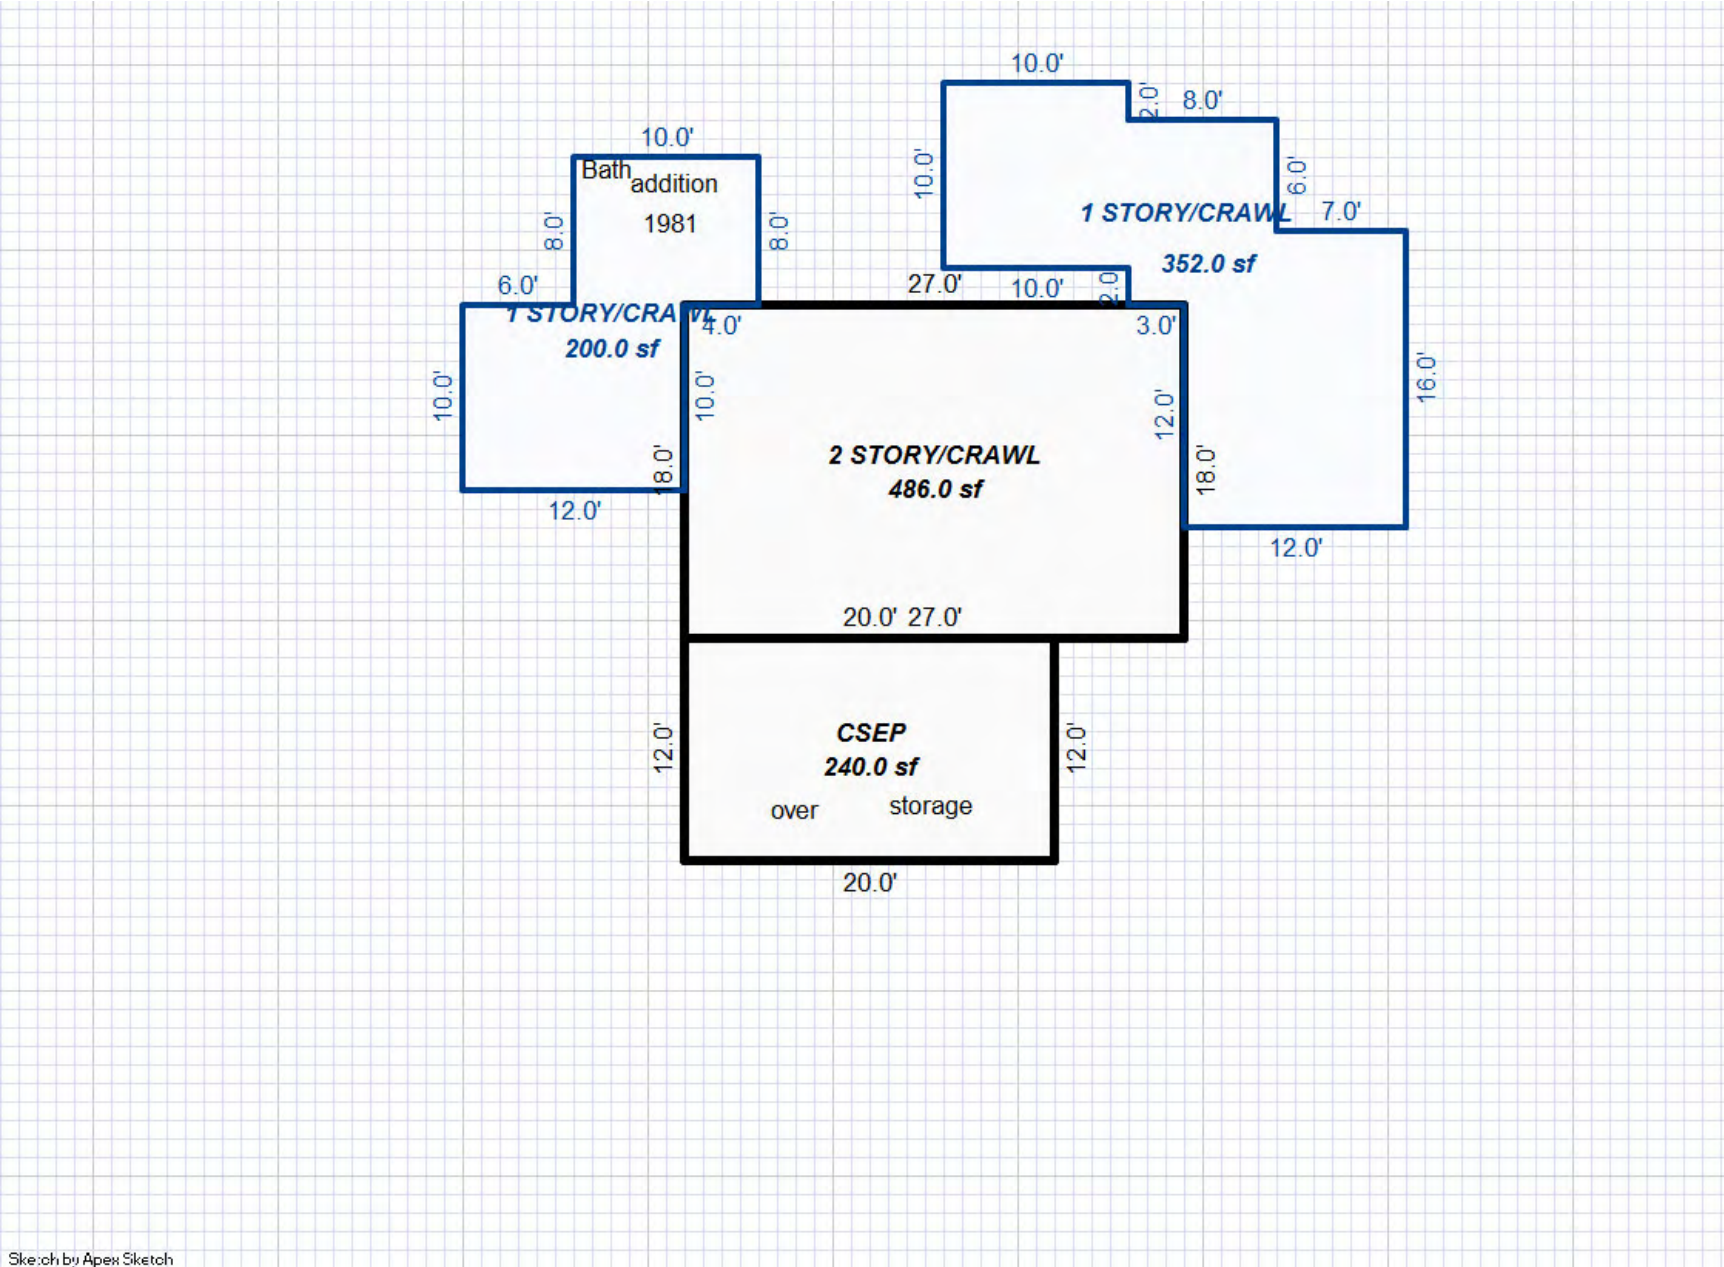 10.0'
2.0'
8.0'
10.0'
Bath
addition
1981
8.0'
8.0'
10.0'
6.0'
1 STORY/CRAWL
352.0 sf
7.0'
6.0'
1 STORY/CRAWL
200.0 sf
4.0'
27.0'
10.0'
2.0
3.0'
10.0'
10.0'
18.0'
12.0'
12.0'
18.0'
16.0'
12.0'
2 STORY/CRAWL
486.0 sf
20.0' 27.0'
12.0'
CSEP
240.0 sf
over storage
12.0'
20.0'
Sketch by Apex Sketch